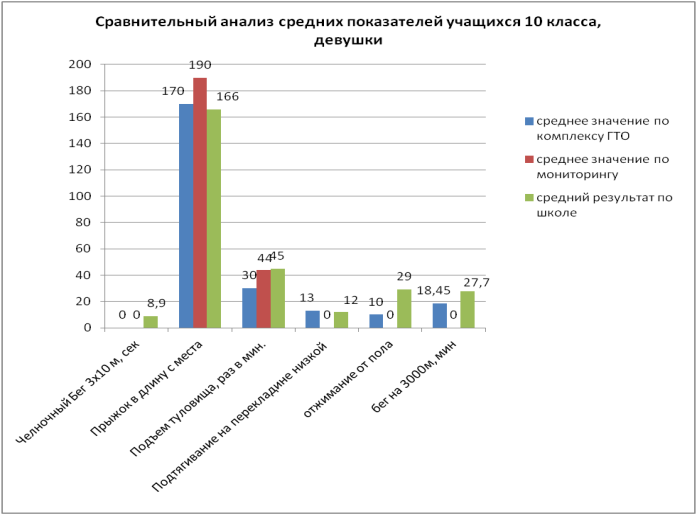 Сравнительный анализ средних показателей учащихся 10 класса,
девушки
200
180
160
140
120
100
80
60
40
20
0
170
190
166
30
44
45
0
0
8,9
13
0
12
10
0
29
18,45
0
27,7
Челночный Бег 3х10 м, сек
Прыжок в длину с места
Подъем туловища, раз в мин.
Подтягивание на перекладине низкой
отжимание от пола
бег на 3000м, мин
среднее значение по
комплексу ГТО
среднее значение по
мониторингу
средний результат по
школе